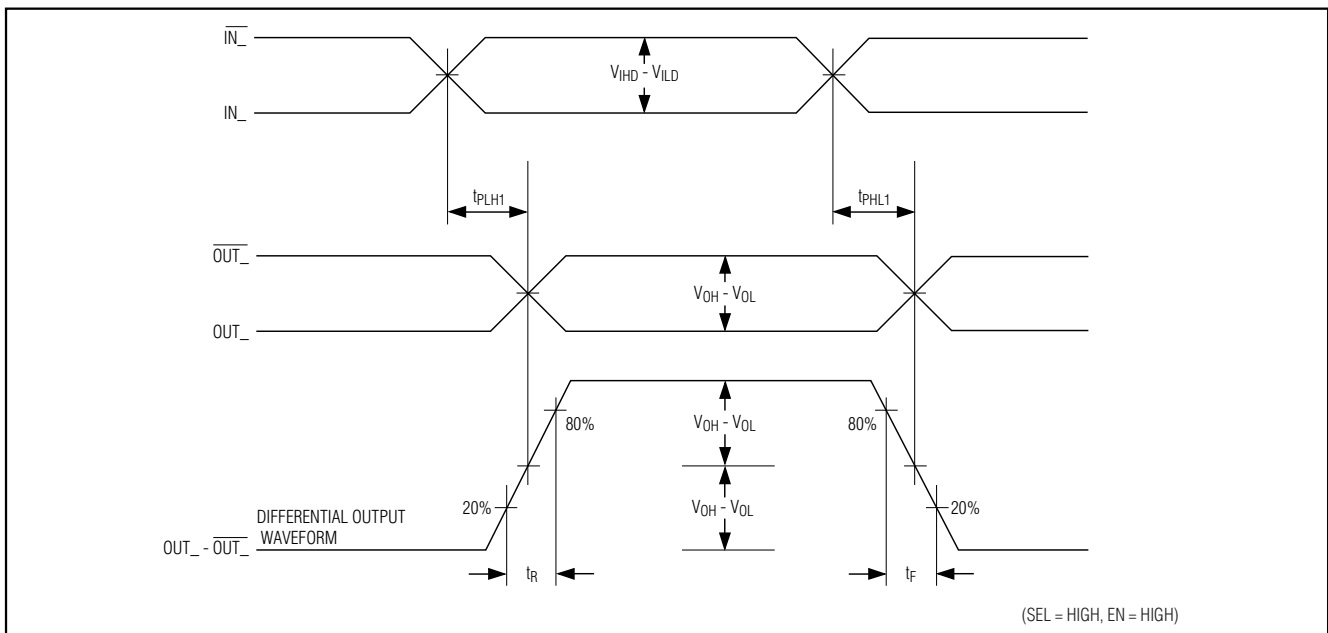 IN_
V_IHD - V_ILD
IN_
t_PLH1
t_PHL1
OUT_
V_OH - V_OL
OUT_
80%
V_OH - V_OL
80%
20%
V_OH - V_OL
20%
DIFFERENTIAL OUTPUT
WAVEFORM
OUT_ - OUT_
t_R
t_F
(SEL = HIGH, EN = HIGH)